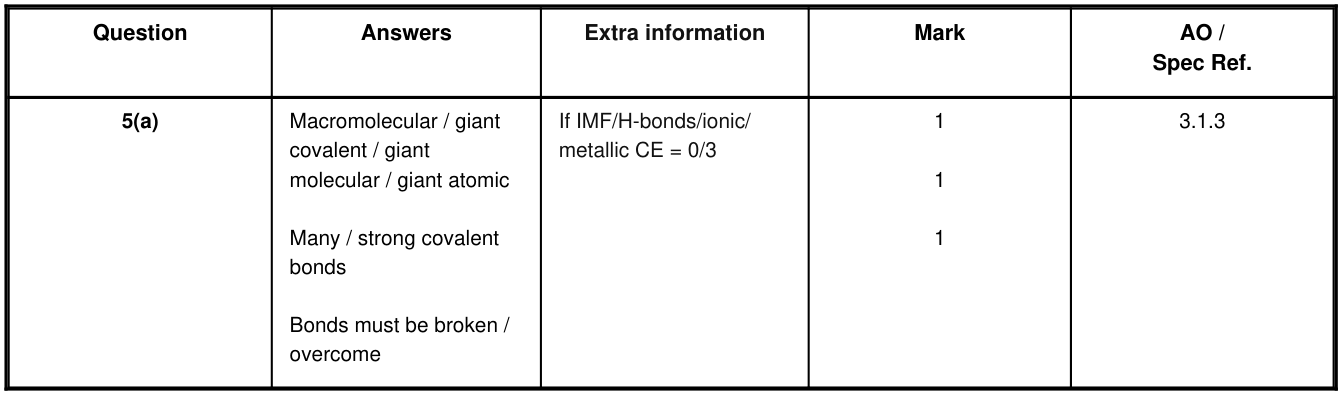 Question Answers Extra information Mark AO /
Spec Ref.
5(a) Macromolecular / giant If IMF/H-bonds/ionic/ 1 3.1.3
covalent / giant metallic CE = 0/3
molecular / giant atomic 1
Many / strong covalent 1
bonds
Bonds must be broken /
overcome